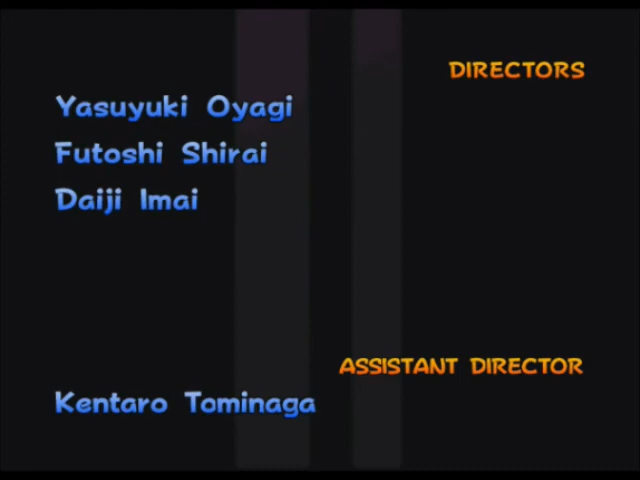 DIRECTORS
Yasuyuki Oyagi
Futoshi Shirai
Daiji Imai
ASSISTANT DIRECTOR
Kentaro Tominaga